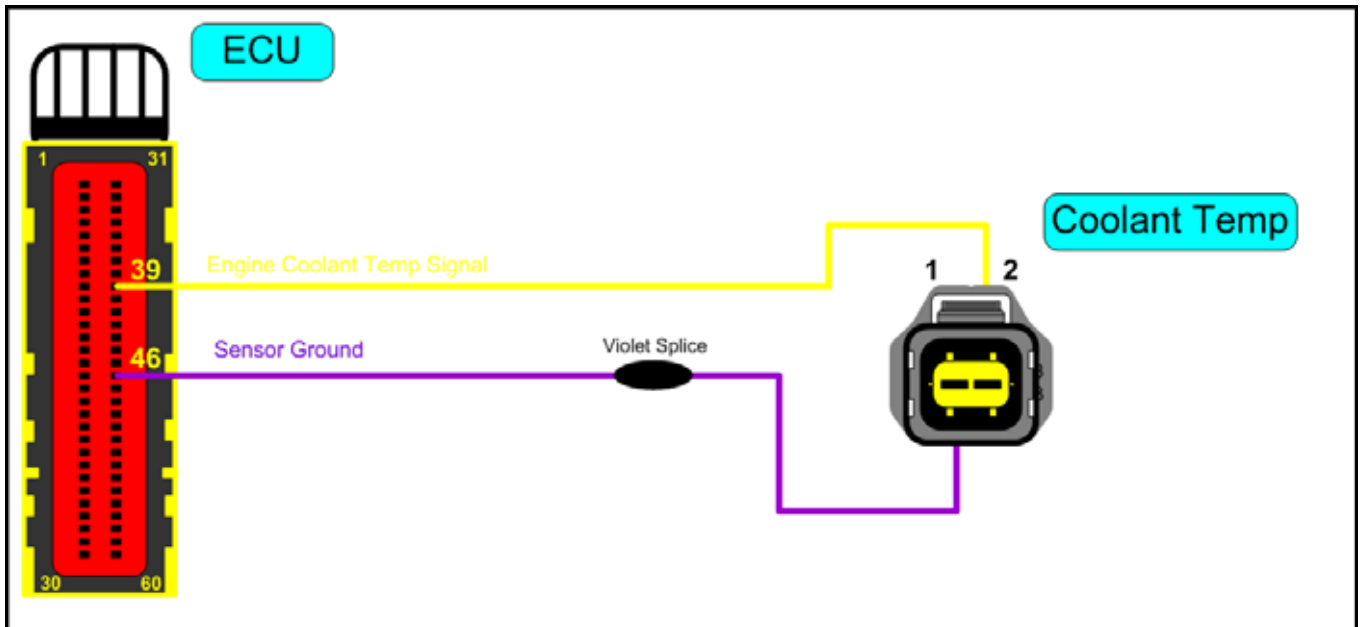 ECU
1 31
Coolant Temp
39 Engine Coolant Temp Signal
1 2
46 Sensor Ground
Violet Splice
30 60